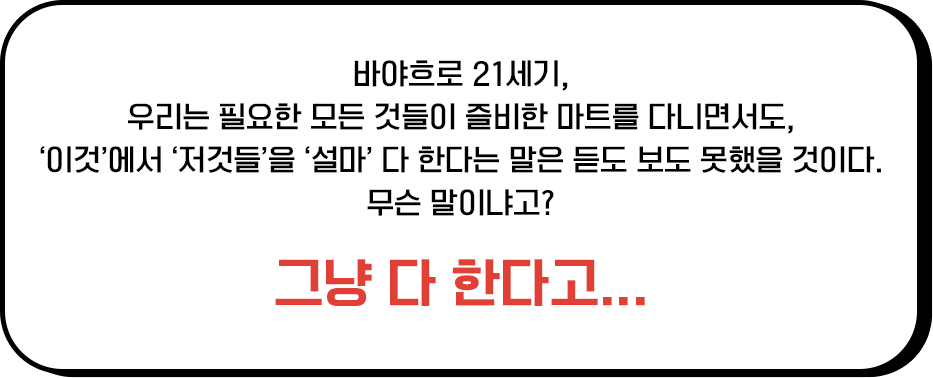 바야흐로 21세기,
우리는 필요한 모든 것들이 즐비한 마트를 다니면서도,
‘이것’에서 ‘저것들’을 ‘설마’ 다 한다는 말은 듣도 보도 못했을 것이다.
무슨 말이냐고?
그냥 다 한다고...